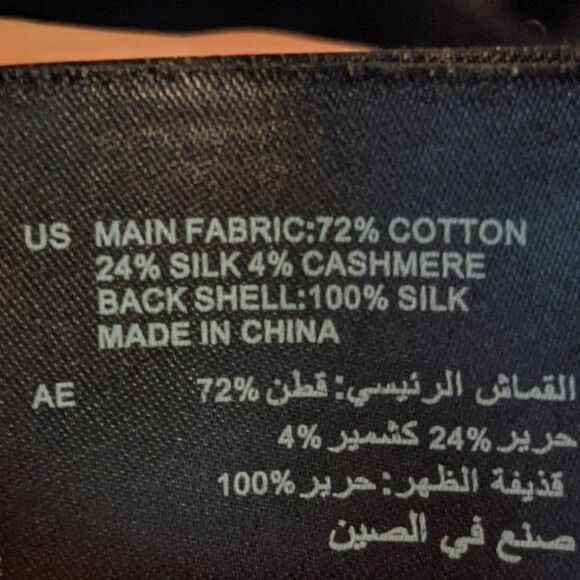 US MAIN FABRIC:72% COTTON
24% SILK 4% CASHMERE
BACK SHELL:100% SILK
MADE IN CHINA
AE القماش الرئيسي: قطن %72
حرير %24 كشمير %4
قذيفة الظهر: حرير %100
صنع في الصين